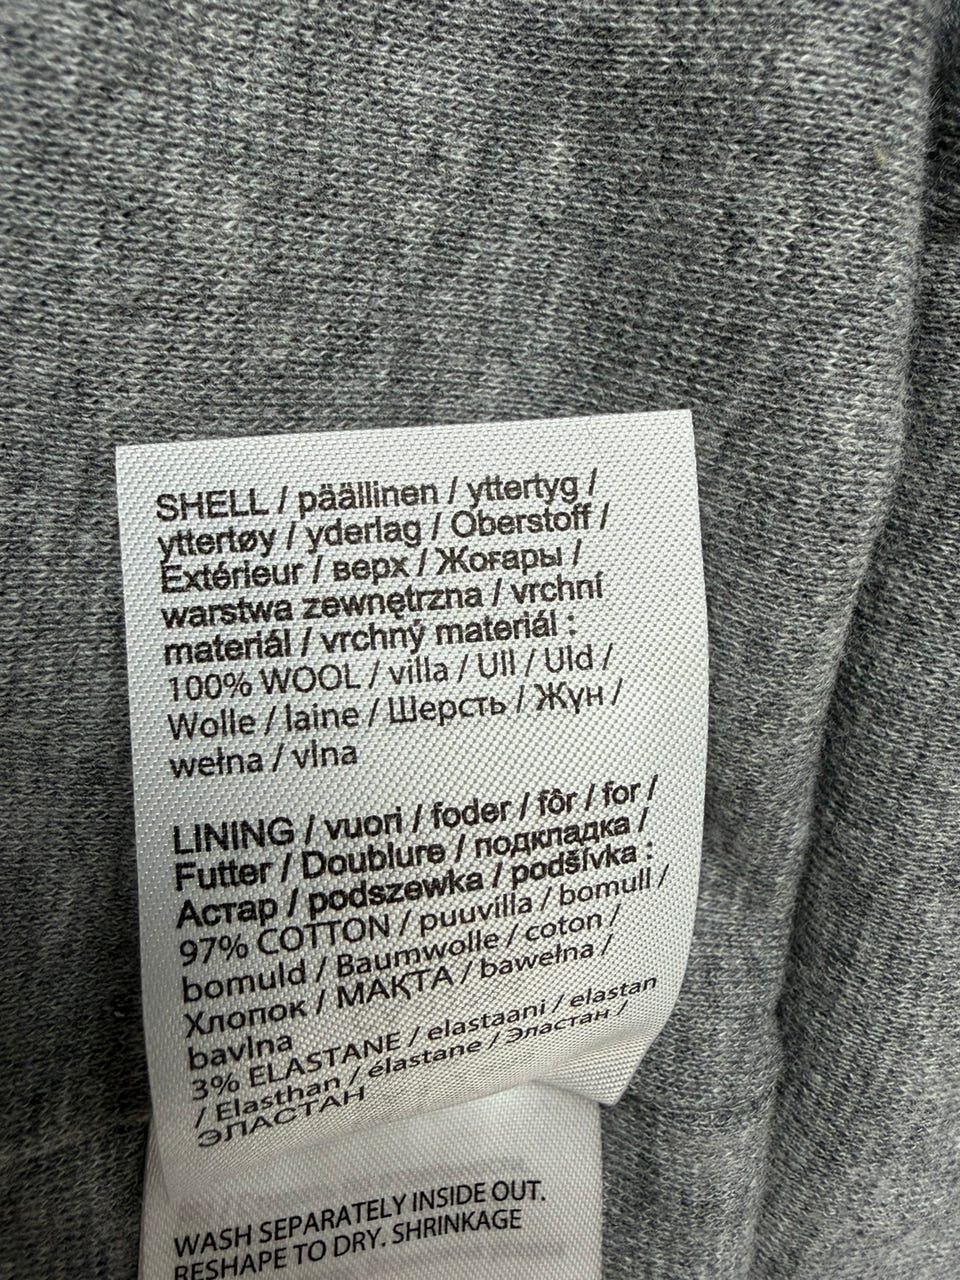 SHELL / päällinen / yttertyg /
yttertøy / yderlag / Oberstoff /
Extérieur / верх / Жоғары /
warstwa zewnętrzna / vrchní
materiál / vrchný materiál :
100% WOOL / villa / Ull / Uld /
Wolle / laine / Шерсть / Жүн /
wełna / vlna
LINING / vuori / foder / fôr / for /
Futter / Doublure / подкладка /
Астар / podszewka / podšívka :
97% COTTON / puuvilla / bomull /
bomuld / Baumwolle / coton /
Хлопок / МАҚТА / bawełna /
bavlna
3% ELASTANE / elastaani / elastan
/ Elasthan / élastane / Эластан /
ЭЛАСТАН
WASH SEPARATELY INSIDE OUT.
RESHAPE TO DRY. SHRINKAGE